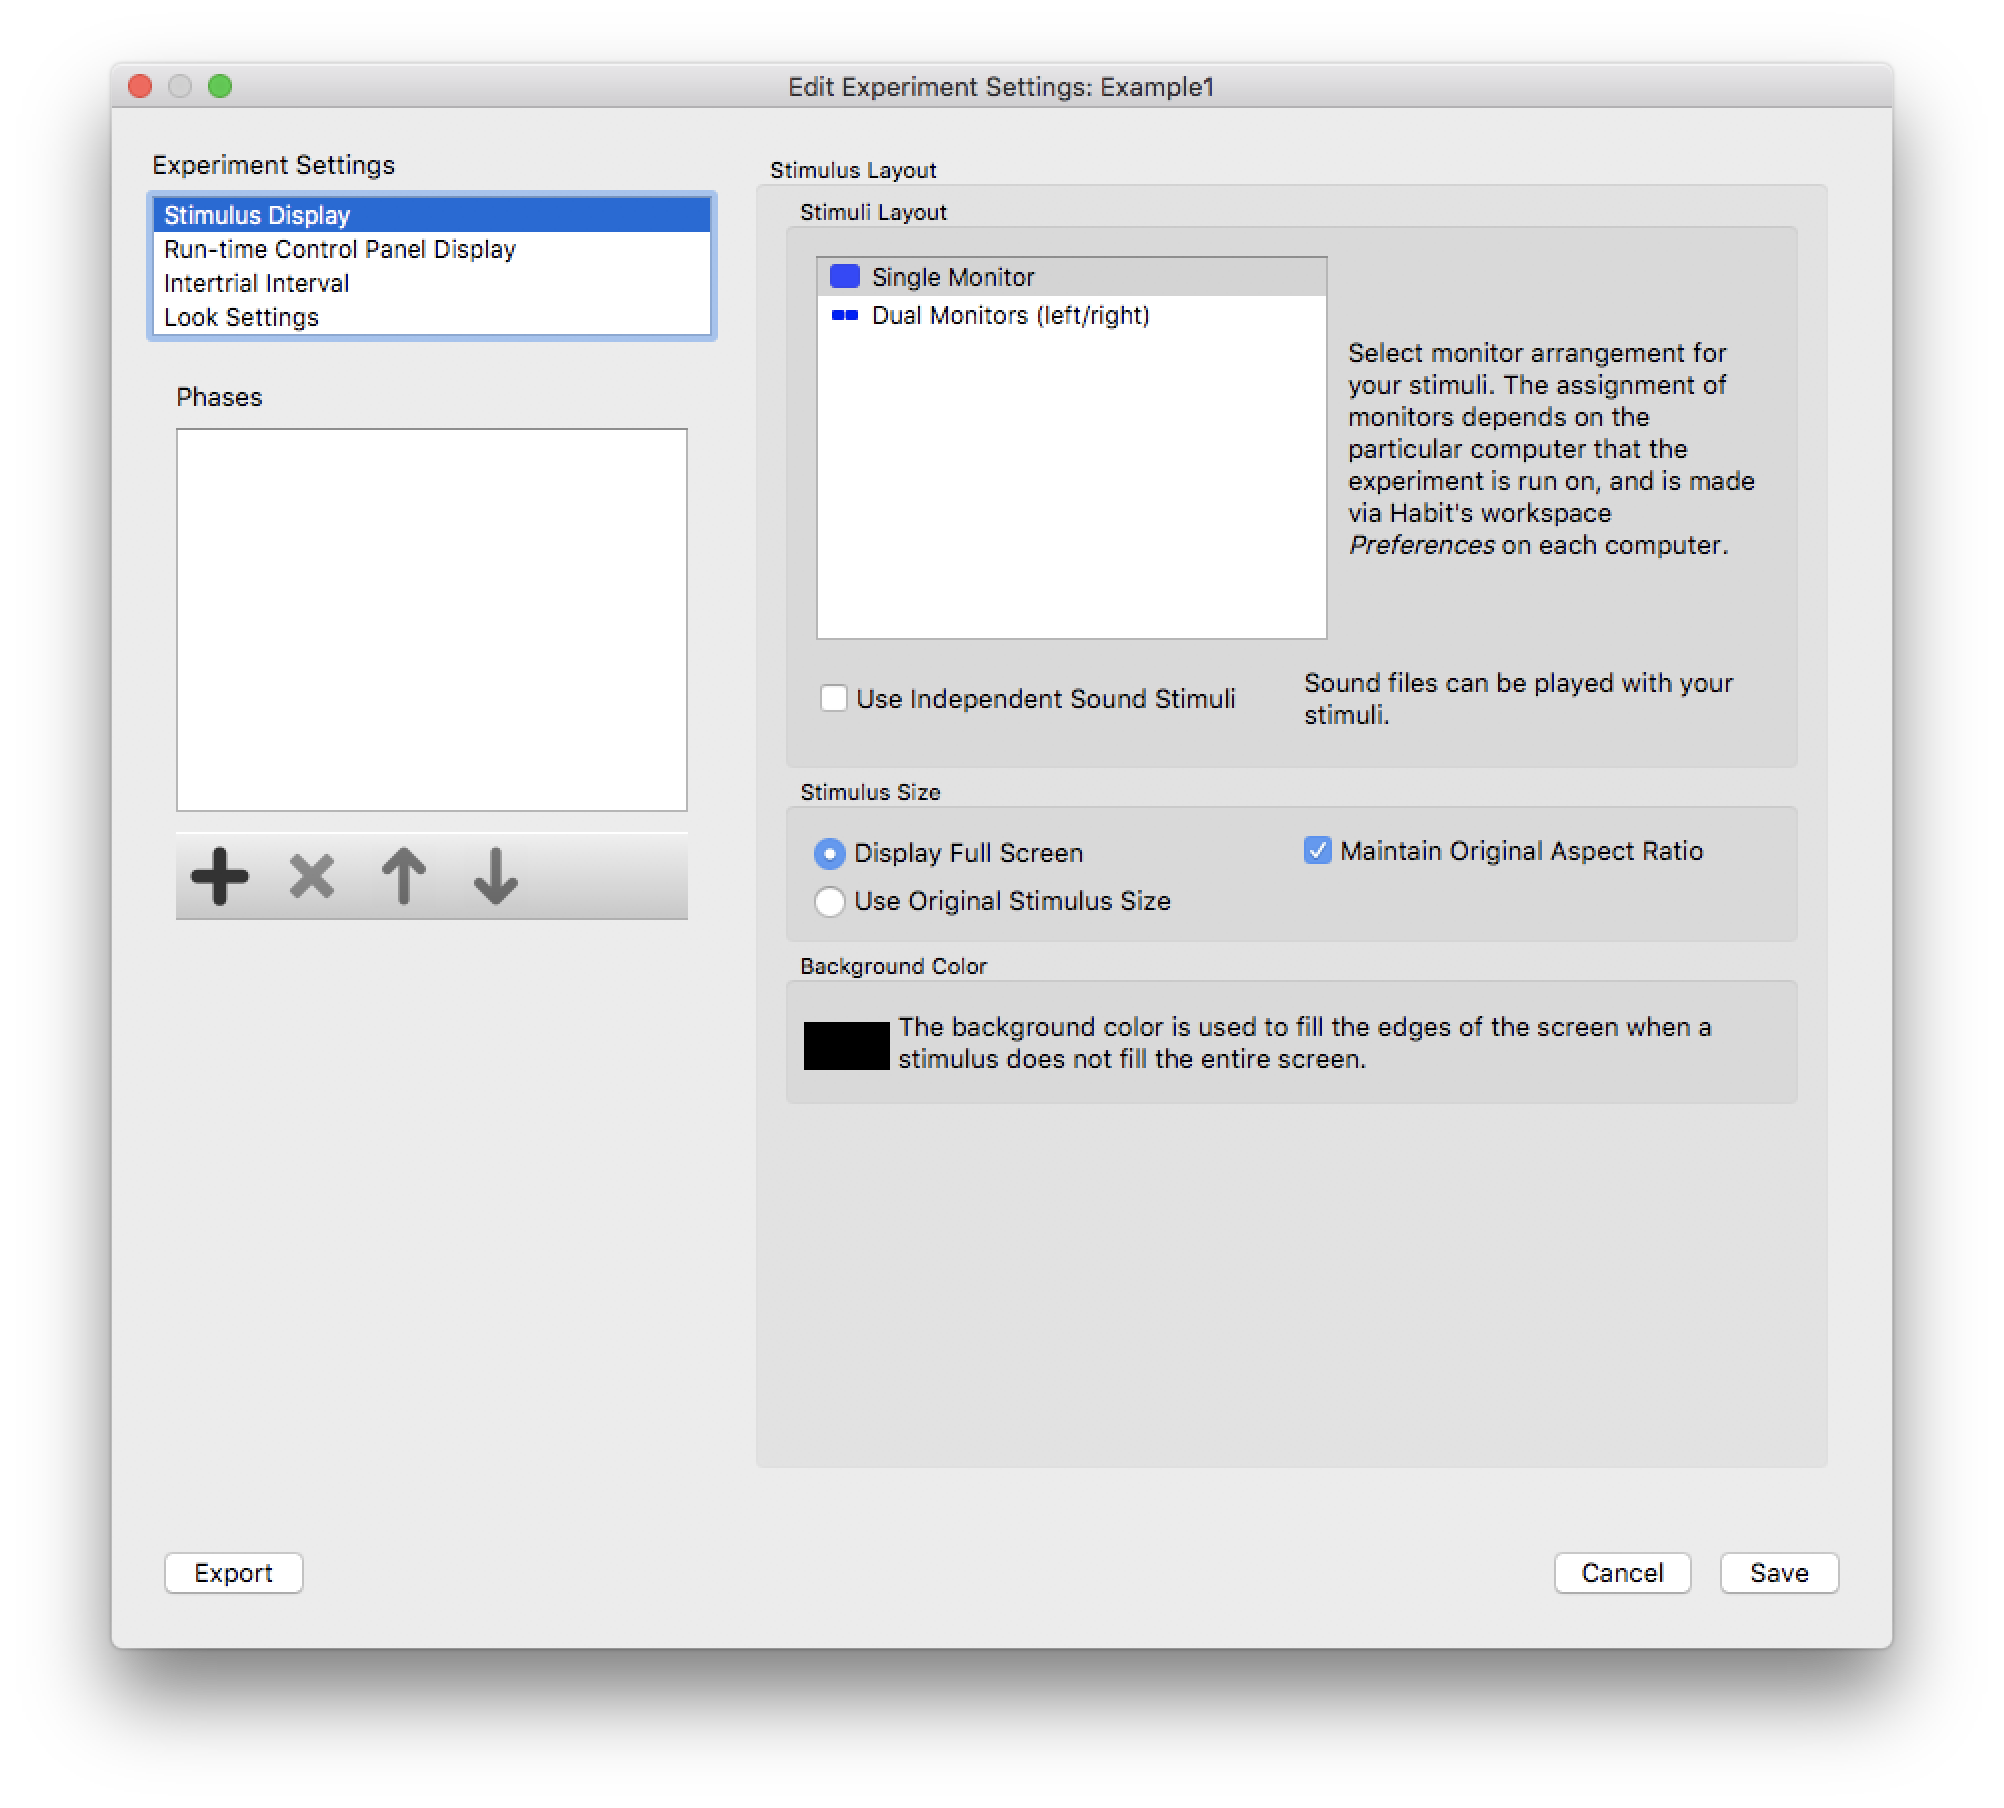 Edit Experiment Settings: Example1
Experiment Settings
Stimulus Display
Run-time Control Panel Display
Intertrial Interval
Look Settings
Phases
Stimulus Layout
Stimuli Layout
Single Monitor
Dual Monitors (left/right)
Select monitor arrangement for
your stimuli. The assignment of
monitors depends on the
particular computer that the
experiment is run on, and is made
via Habit's workspace
Preferences on each computer.
Use Independent Sound Stimuli
Sound files can be played with your
stimuli.
Stimulus Size
Display Full Screen
Maintain Original Aspect Ratio
Use Original Stimulus Size
Background Color
The background color is used to fill the edges of the screen when a
stimulus does not fill the entire screen.
Export
Cancel
Save